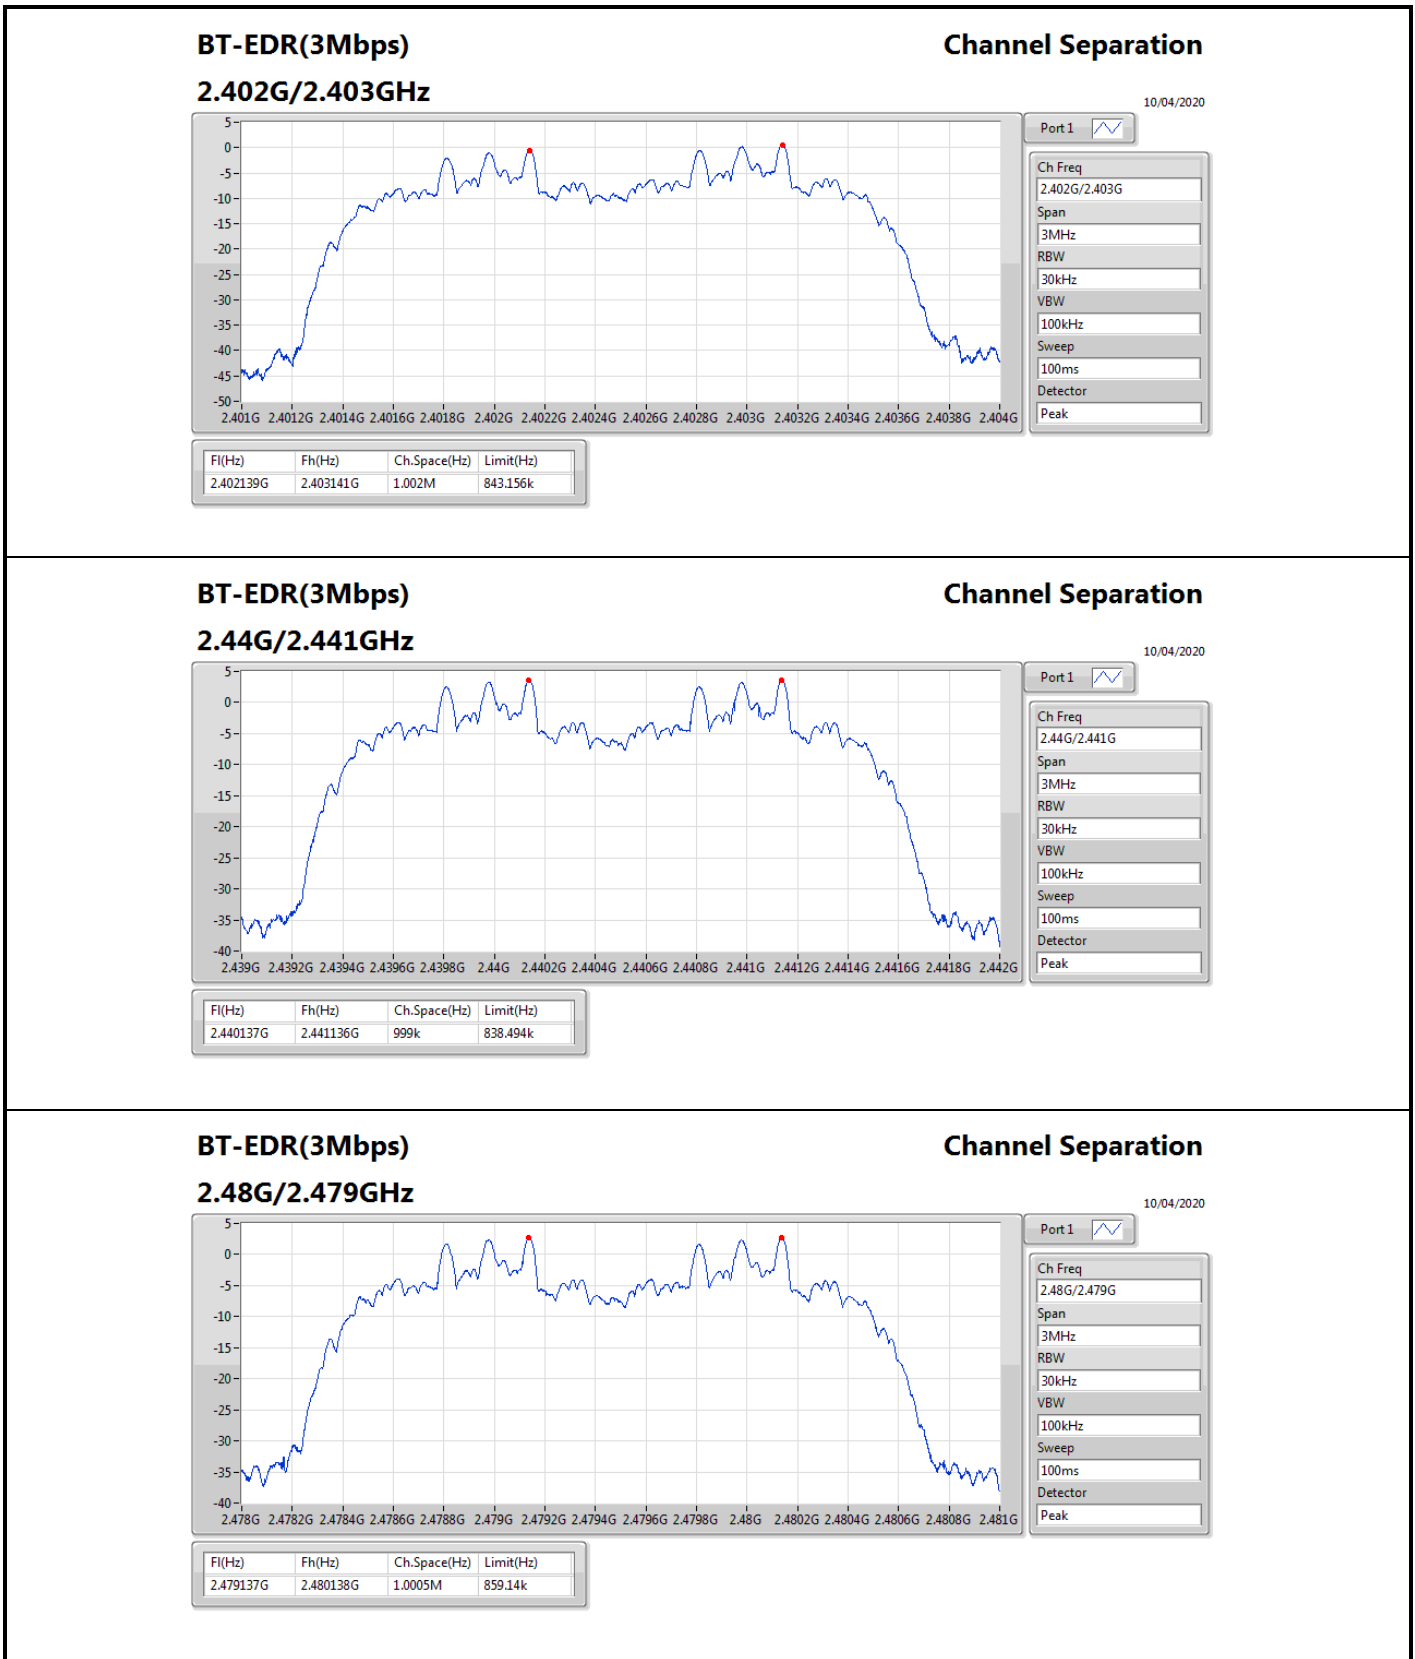 BT-EDR(3Mbps) Channel Separation
2.402G/2.403GHz
10/04/2020
Port 1
5
0
-5
-10
-15
-20
-25
-30
-35
-40
-45
-50
2.401G 2.4012G 2.4014G 2.4016G 2.4018G 2.402G 2.4022G 2.4024G 2.4026G 2.4028G 2.403G 2.4032G 2.4034G 2.4036G 2.4038G 2.404G
Ch Freq
2.402G/2.403G
Span
3MHz
RBW
30kHz
VBW
100kHz
Sweep
100ms
Detector
Peak
Fl(Hz) Fh(Hz) Ch.Space(Hz) Limit(Hz)
2.402139G 2.403141G 1.002M 843.156k
BT-EDR(3Mbps) Channel Separation
2.44G/2.441GHz
10/04/2020
Port 1
5
0
-5
-10
-15
-20
-25
-30
-35
-40
2.439G 2.4392G 2.4394G 2.4396G 2.4398G 2.44G 2.4402G 2.4404G 2.4406G 2.4408G 2.441G 2.4412G 2.4414G 2.4416G 2.4418G 2.442G
Ch Freq
2.44G/2.441G
Span
3MHz
RBW
30kHz
VBW
100kHz
Sweep
100ms
Detector
Peak
Fl(Hz) Fh(Hz) Ch.Space(Hz) Limit(Hz)
2.440137G 2.441136G 999k 838.494k
BT-EDR(3Mbps) Channel Separation
2.48G/2.479GHz
10/04/2020
Port 1
5
0
-5
-10
-15
-20
-25
-30
-35
-40
2.478G 2.4782G 2.4784G 2.4786G 2.4788G 2.479G 2.4792G 2.4794G 2.4796G 2.4798G 2.48G 2.4802G 2.4804G 2.4806G 2.4808G 2.481G
Ch Freq
2.48G/2.479G
Span
3MHz
RBW
30kHz
VBW
100kHz
Sweep
100ms
Detector
Peak
Fl(Hz) Fh(Hz) Ch.Space(Hz) Limit(Hz)
2.479137G 2.480138G 1.0005M 859.14k